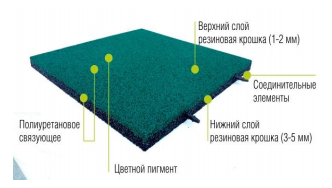 Верхний слой
резиновая крошка (1-2 мм)
Соединительные
элементы
Полиуретановое
связующее
Нижний слой
резиновая крошка (3-5 мм)
Цветной пигмент